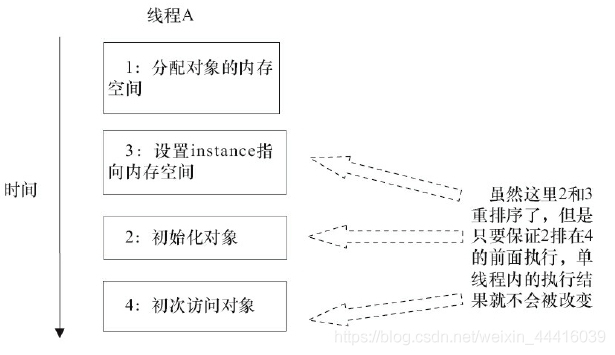 线程A
时间
1：分配对象的内存
空间
3：设置instance指
向内存空间
2：初始化对象
4：初次访问对象
虽然这里2和3
重排序了，但是
只要保证2排在4
的前面执行，单
线程内的执行结
果就不会被改变
https://blog.csdn.net/weixin_44416039